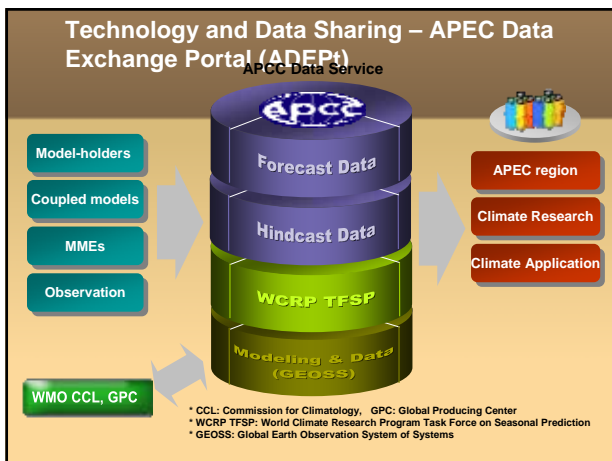 Technology and Data Sharing – APEC Data
Exchange Portal (ADEPt)
APCC Data Service
APCC
Model-holders
Coupled models
MMEs
Observation
Forecast Data
Hindcast Data
WCRP TFSP
Modeling & Data
(GEOSS)
APEC region
Climate Research
Climate Application
WMO CCL, GPC
* CCL: Commission for Climatology, GPC: Global Producing Center
* WCRP TFSP: World Climate Research Program Task Force on Seasonal Prediction
* GEOSS: Global Earth Observation System of Systems